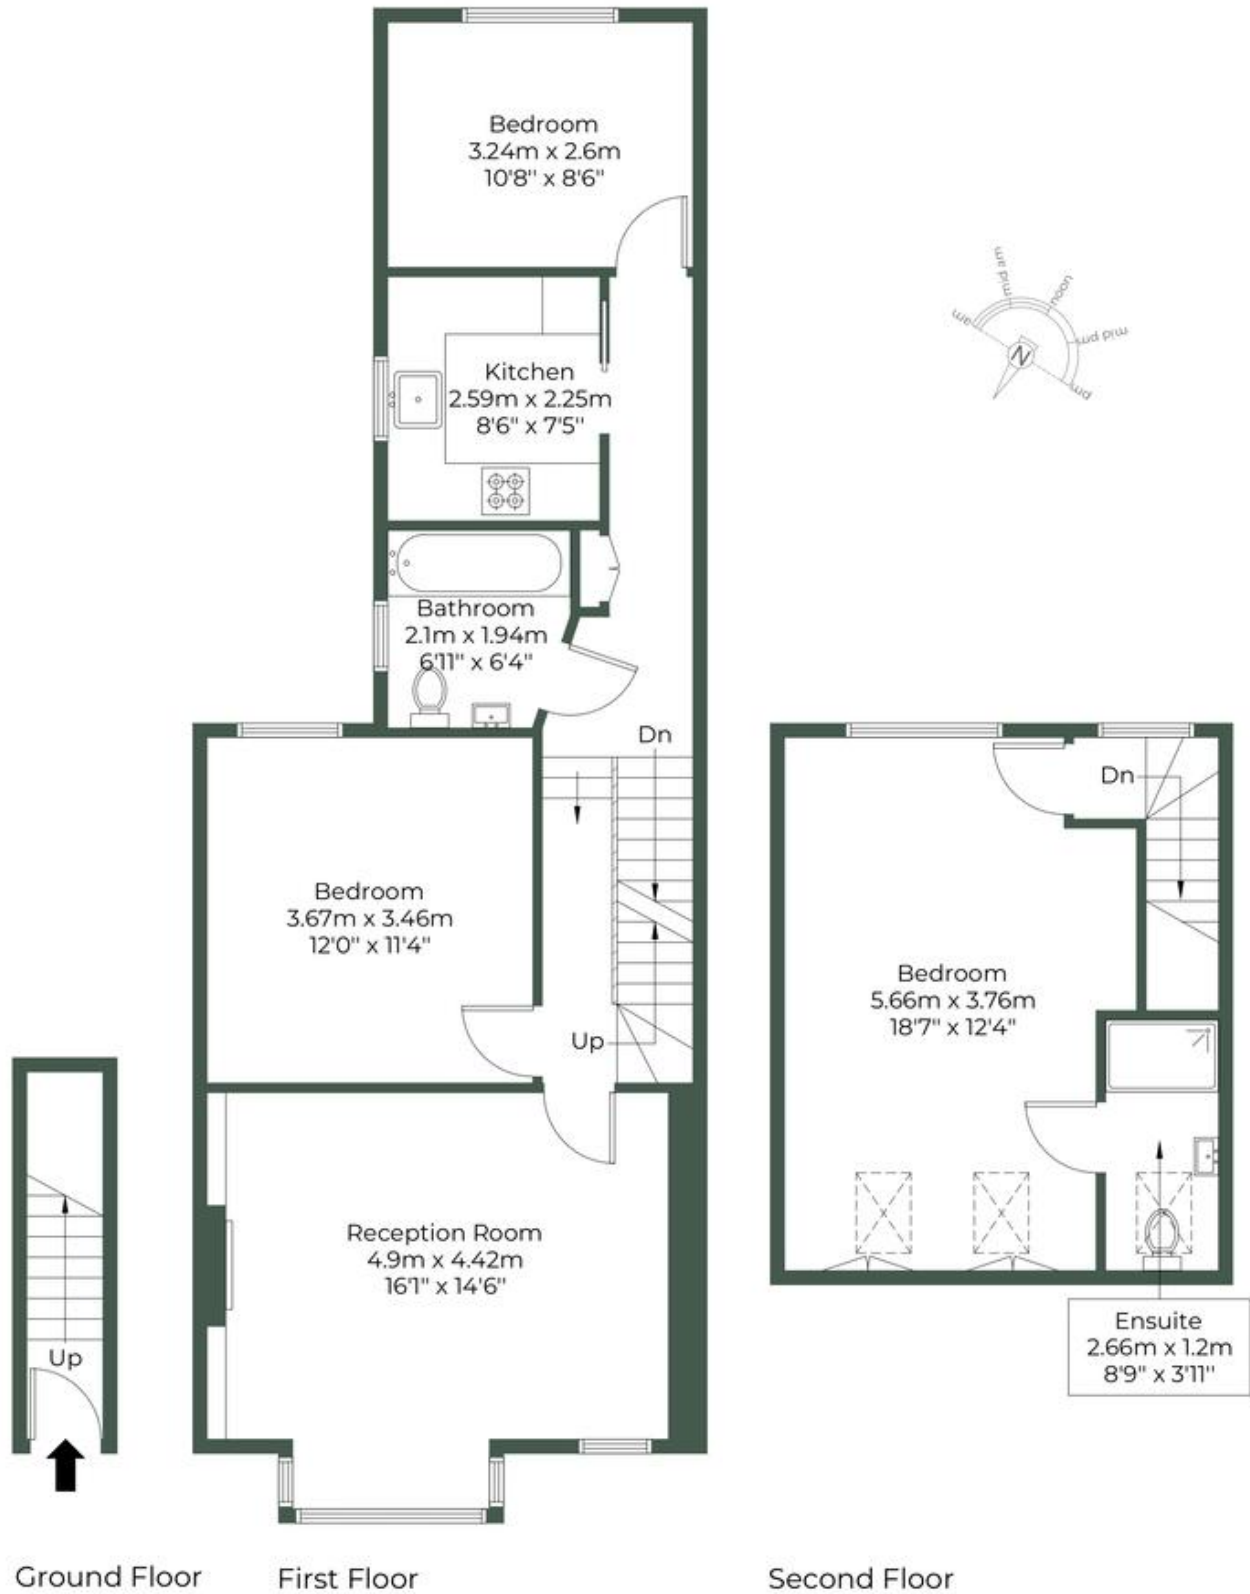 Bedroom
3.24m x 2.6m
10'8" x 8'6"
mid am
noon
am
mid pm
N
pm
Kitchen
2.59m x 2.25m
8'6" x 7'5"
Bathroom
2.1m x 1.94m
6'11" x 6'4"
Dn
Dn
Bedroom
3.67m x 3.46m
12'0" x 11'4"
Bedroom
5.66m x 3.76m
18'7" x 12'4"
Up
Reception Room
4.9m x 4.42m
16'1" x 14'6"
Up
Ensuite
2.66m x 1.2m
8'9" x 3'11"
Ground Floor
First Floor
Second Floor